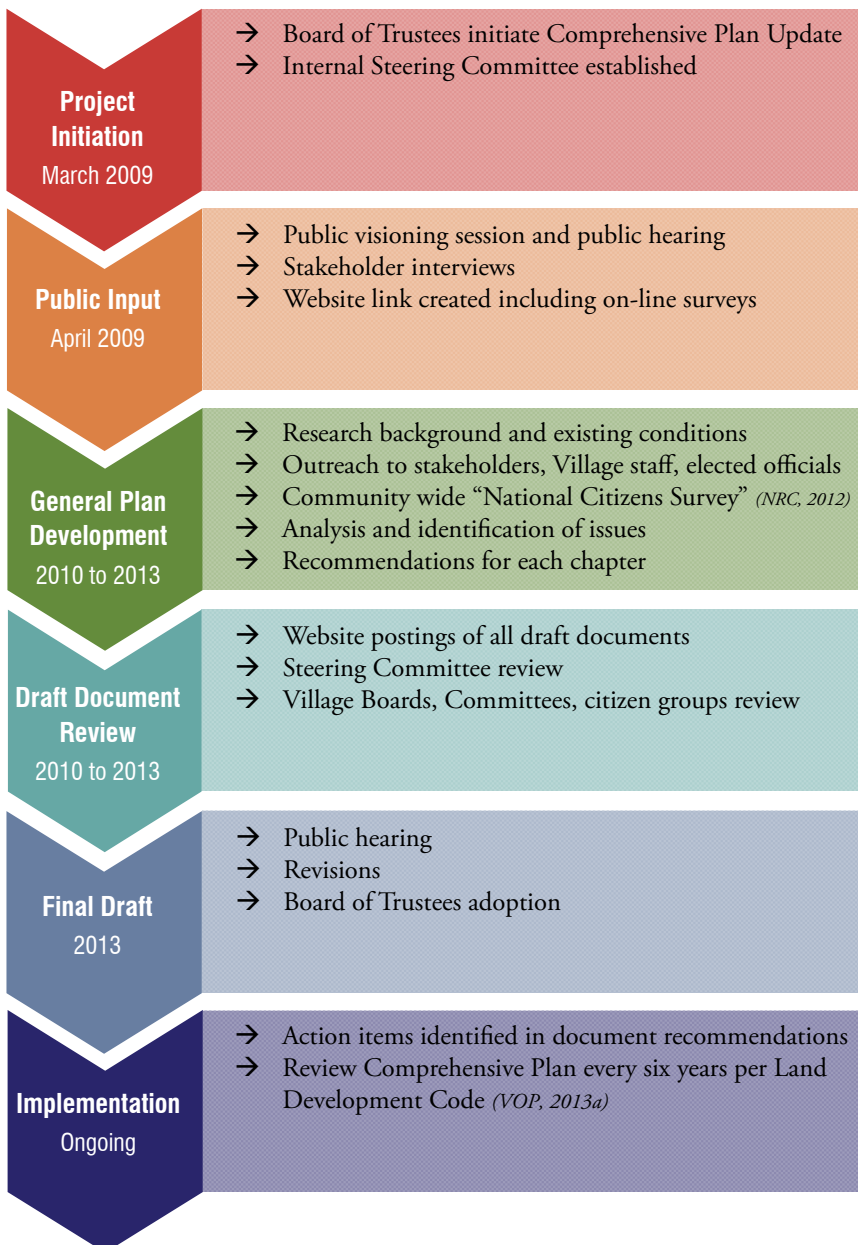 Project
Initiation
March 2009
→ Board of Trustees initiate Comprehensive Plan Update
→ Internal Steering Committee established
Public Input
April 2009
→ Public visioning session and public hearing
→ Stakeholder interviews
→ Website link created including on-line surveys
General Plan
Development
2010 to 2013
→ Research background and existing conditions
→ Outreach to stakeholders, Village staff, elected officials
→ Community wide “National Citizens Survey” (NRC, 2012)
→ Analysis and identification of issues
→ Recommendations for each chapter
Draft Document
Review
2010 to 2013
→ Website postings of all draft documents
→ Steering Committee review
→ Village Boards, Committees, citizen groups review
Final Draft
2013
→ Public hearing
→ Revisions
→ Board of Trustees adoption
Implementation
Ongoing
→ Action items identified in document recommendations
→ Review Comprehensive Plan every six years per Land
Development Code (VOP, 2013a)